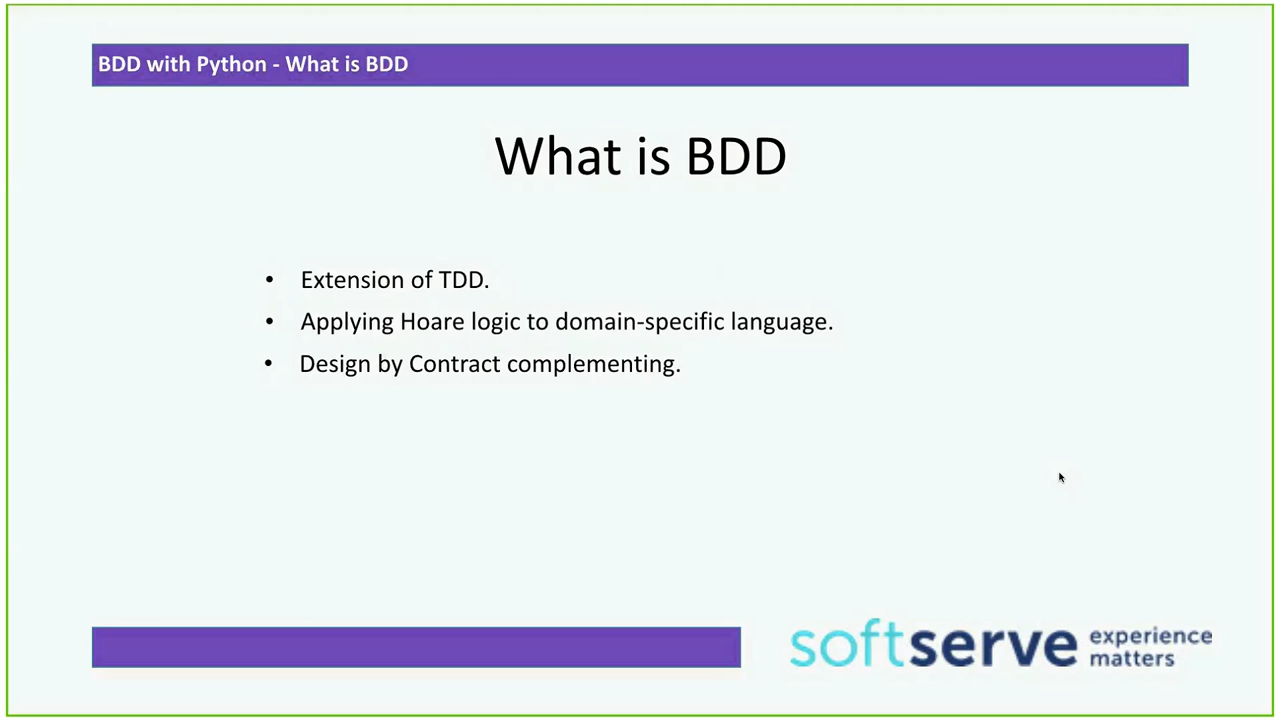 BDD with Python - What is BDD
What is BDD
• Extension of TDD.
• Applying Hoare logic to domain-specific language.
• Design by Contract complementing.
softserve experience
matters